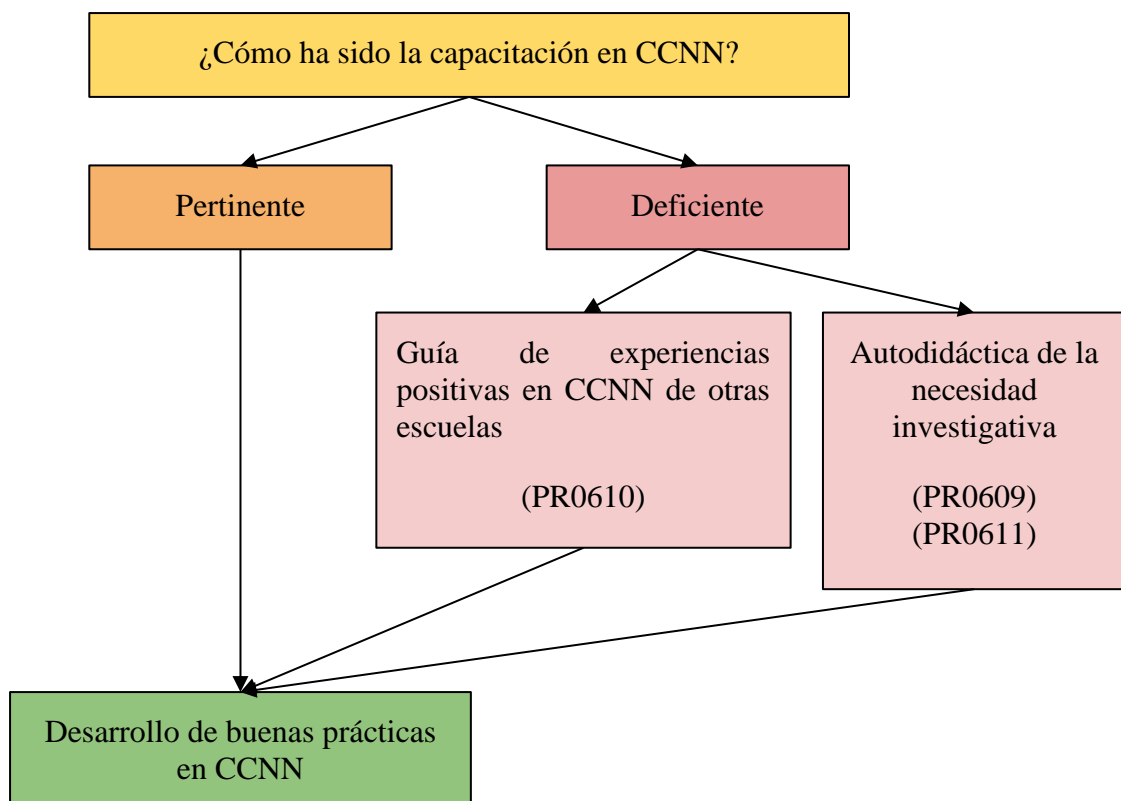 ¿Cómo ha sido la capacitación en CCNN?
Pertinente
Deficiente
Guía de experiencias
positivas en CCNN de otras
escuelas
(PR0610)
Autodidáctica de la
necesidad
investigativa
(PR0609)
(PR0611)
Desarrollo de buenas prácticas
en CCNN